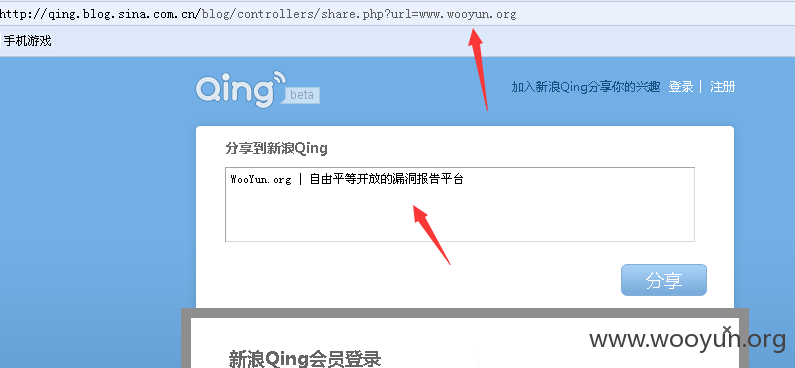 http://qing.blog.sina.com.cn/blog/controllers/share.php?url=www.wooyun.org
手机游戏
Qing beta
加入新浪Qing分享你的兴趣 登录 | 注册
分享到新浪Qing
WooYun.org | 自由平等开放的漏洞报告平台
分享
x
www.wooyun.org
新浪Qing会员登录